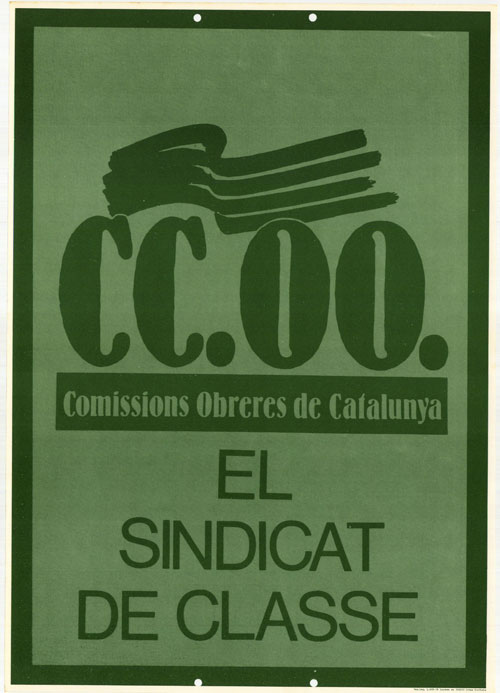 CC.OO.
Comissions Obreres de Catalunya
EL
SINDICAT
DE CLASSE